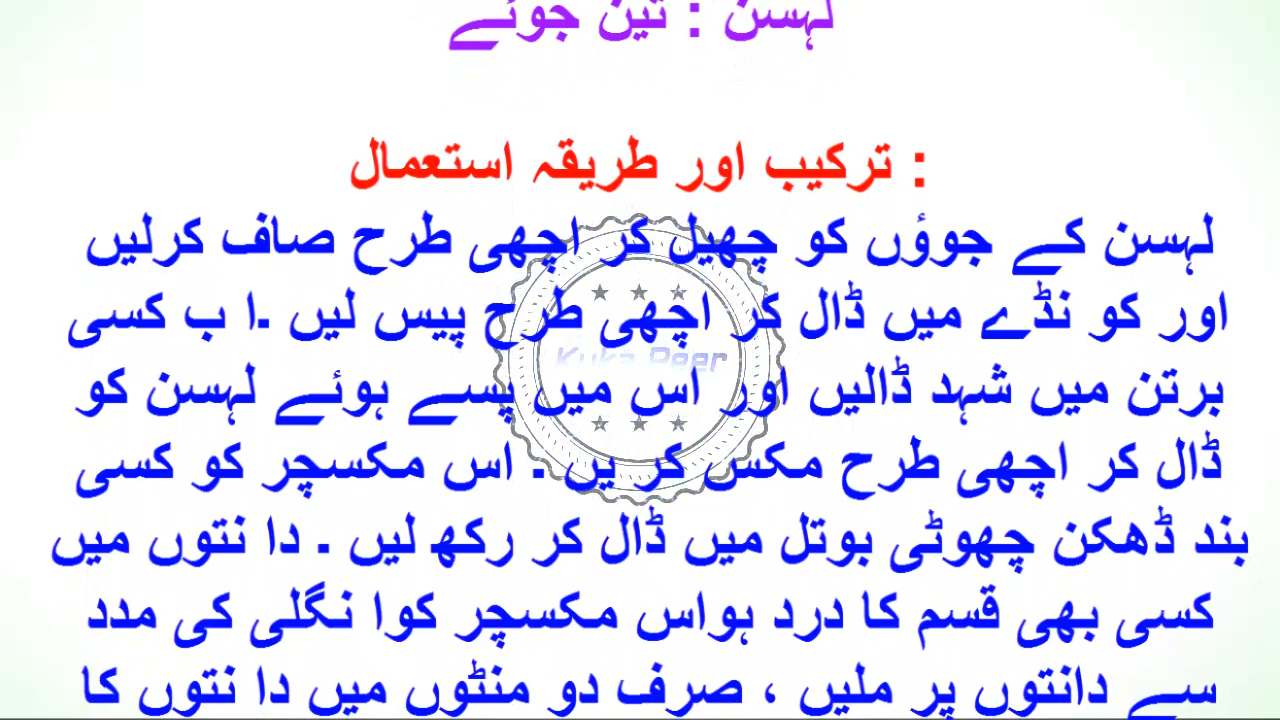 لہسن : تین جوئے
: ترکیب اور طریقہ استعمال
لہسن کے جوؤں کو چھیل کر اچھی طرح صاف کرلیں
اور کو نڈے میں ڈال کر اچھی طرح پیس لیں .ا ب کسی
برتن میں شہد ڈالیں اور اس میں پسے ہوئے لہسن کو
ڈال کر اچھی طرح مکس کر یں . اس مکسچر کو کسی
بند ڈھکن چھوٹی بوتل میں ڈال کر رکھ لیں . دا نتوں میں
کسی بھی قسم کا درد ہواس مکسچر کوا نگلی کی مدد
سے دانتوں پر ملیں ، صرف دو منٹوں میں دا نتوں کا
Kuka Peer